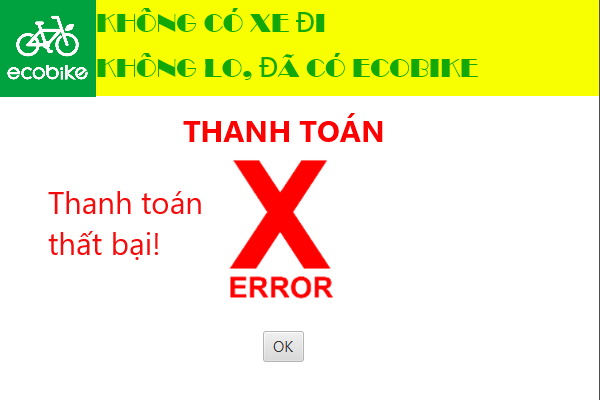 KHÔNG CÓ XE ĐI
ecobike
KHÔNG LO, ĐÃ CÓ ECOBIKE
THANH TOÁN
X
Thanh toán
thất bại!
ERROR
OK